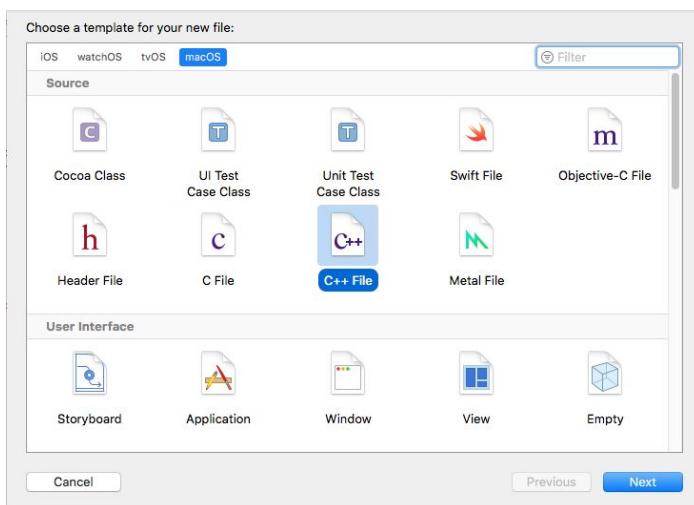 Choose a template for your new file:
iOS watchOS tvOS macOS Filter
Source
C T T m
Cocoa Class UI Test Unit Test Swift File Objective-C File
Case Class Case Class
h c C++
Header File C File C++ File Metal File
User Interface
Storyboard Application Window View Empty
Cancel Previous Next